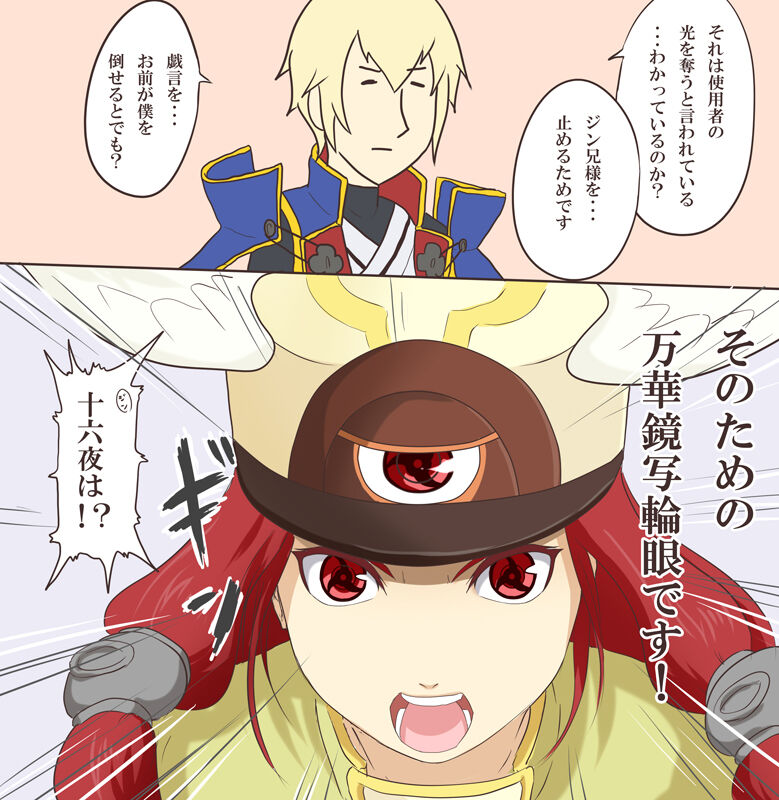 それは使用者の
光を奪うと言われている
・・わかっているのか？
ジン兄様を・・・
止めるためです
戯言を・・・
お前が僕を
倒せるとでも？
そのための
万華鏡写輪眼です！
ギンッ
十六夜は！？